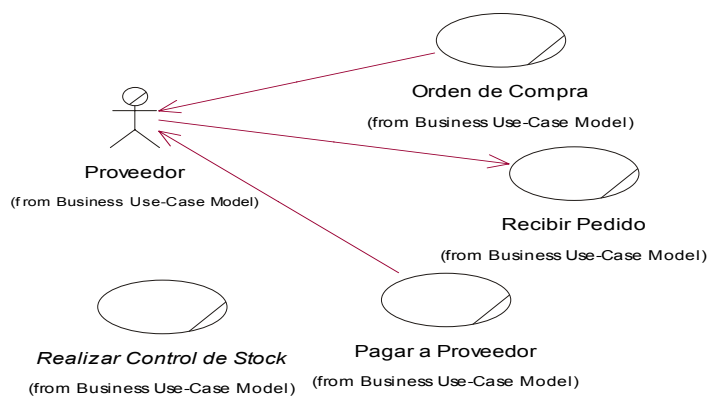 Orden de Compra
(from Business Use-Case Model)
Proveedor
(from Business Use-Case Model)
Recibir Pedido
(from Business Use-Case Model)
Realizar Control de Stock
(from Business Use-Case Model)
Pagar a Proveedor
(from Business Use-Case Model)